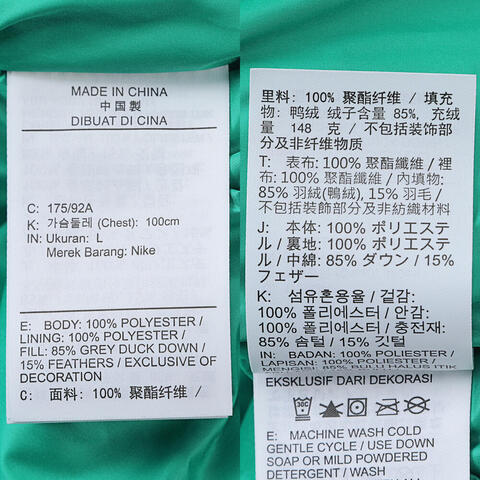 MADE IN CHINA
中国製
DIBUAT DI CINA
C: 175/92A
K: 가슴둘레 (Chest): 100cm
IN: Ukuran: L
Merek Barang: Nike
E: BODY: 100% POLYESTER /
LINING: 100% POLYESTER /
FILL: 85% GREY DUCK DOWN /
15% FEATHERS / EXCLUSIVE OF
DECORATION
C: 面料: 100% 聚酯纤维 /
里料: 100% 聚酯纤维 / 填充
物: 鸭绒 绒子含量 85%, 充绒
量 148 克 / 不包括装饰部
分及非纤维物质
T: 表布: 100% 聚酯纖維 / 裡
布: 100% 聚酯纖維 / 內填物:
85% 羽絨(鴨絨), 15% 羽毛 /
不包括裝飾部分及非紡織材料
J: 本体: 100% ポリエステ
ル / 裏地: 100% ポリエステ
ル / 中綿: 85% ダウン / 15%
フェザー
K: 섬유혼용율 / 겉감:
100% 폴리에스터 / 안감:
100% 폴리에스터 / 충전재:
85% 솜털 / 15% 깃털
IN: BADAN: 100% POLIESTER /
LAPISAN: 100% POLIESTER /
MENGISI: 85% BULU HALUS ITIK
EKSKLUSIF DARI DEKORASI
E: MACHINE WASH COLD
GENTLE CYCLE / USE DOWN
SOAP OR MILD POWDERED
DETERGENT / WASH